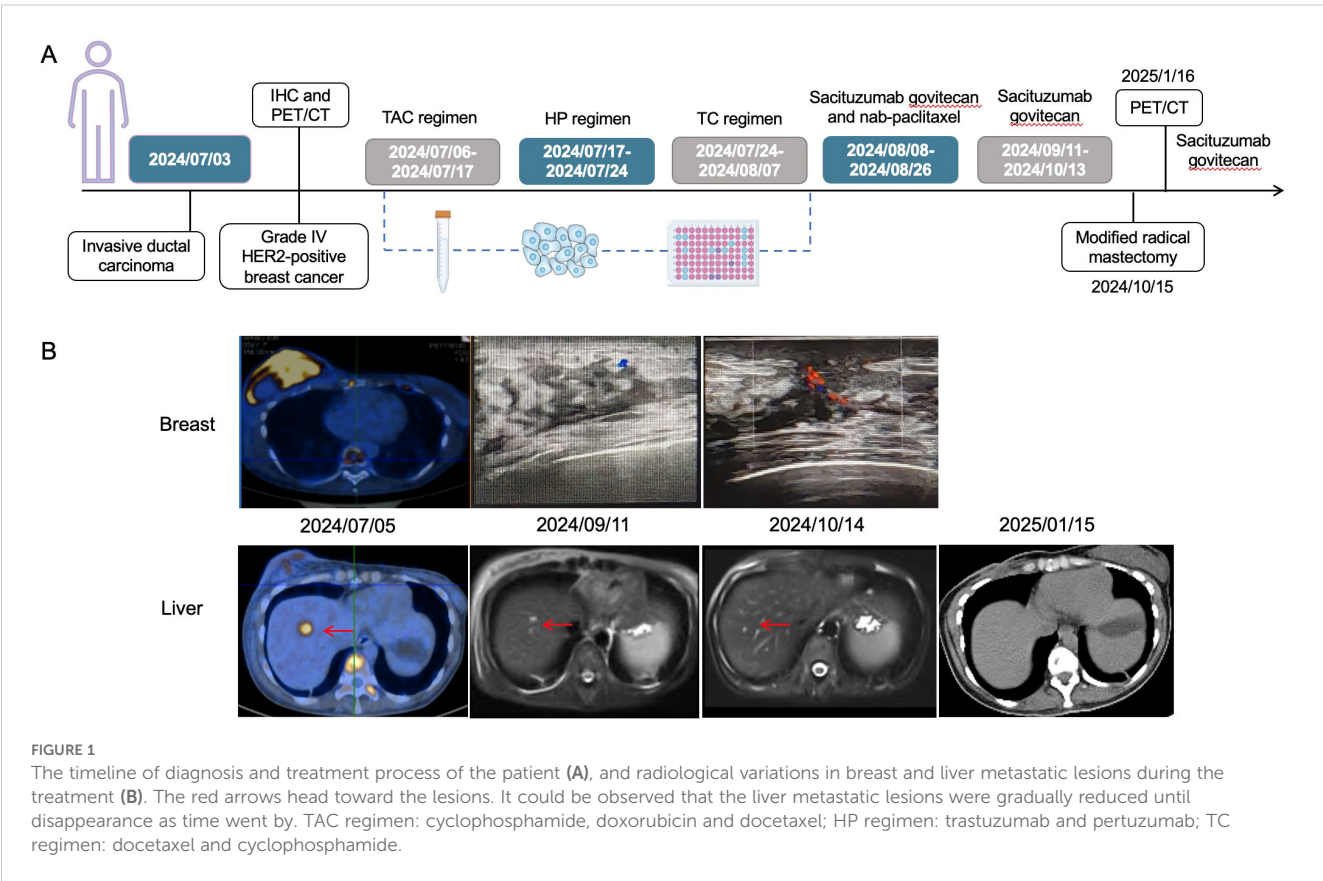 A
IHC and
PET/CT
2024/07/03
TAC regimen
2024/07/06-
2024/07/17
HP regimen
2024/07/17-
2024/07/24
TC regimen
2024/07/24-
2024/08/07
Sacituzumab govitecan
and nab-paclitaxel
2024/08/08-
2024/08/26
Sacituzumab
govitecan
2024/09/11-
2024/10/13
2025/1/16
PET/CT
Sacituzumab
govitecan
Invasive ductal
carcinoma
Grade IV
HER2-positive
breast cancer
Modified radical
mastectomy
2024/10/15
B
Breast
2024/07/05
2024/09/11
2024/10/14
2025/01/15
Liver
FIGURE 1
The timeline of diagnosis and treatment process of the patient (A), and radiological variations in breast and liver metastatic lesions during the
treatment (B). The red arrows head toward the lesions. It could be observed that the liver metastatic lesions were gradually reduced until
disappearance as time went by. TAC regimen: cyclophosphamide, doxorubicin and docetaxel; HP regimen: trastuzumab and pertuzumab; TC
regimen: docetaxel and cyclophosphamide.